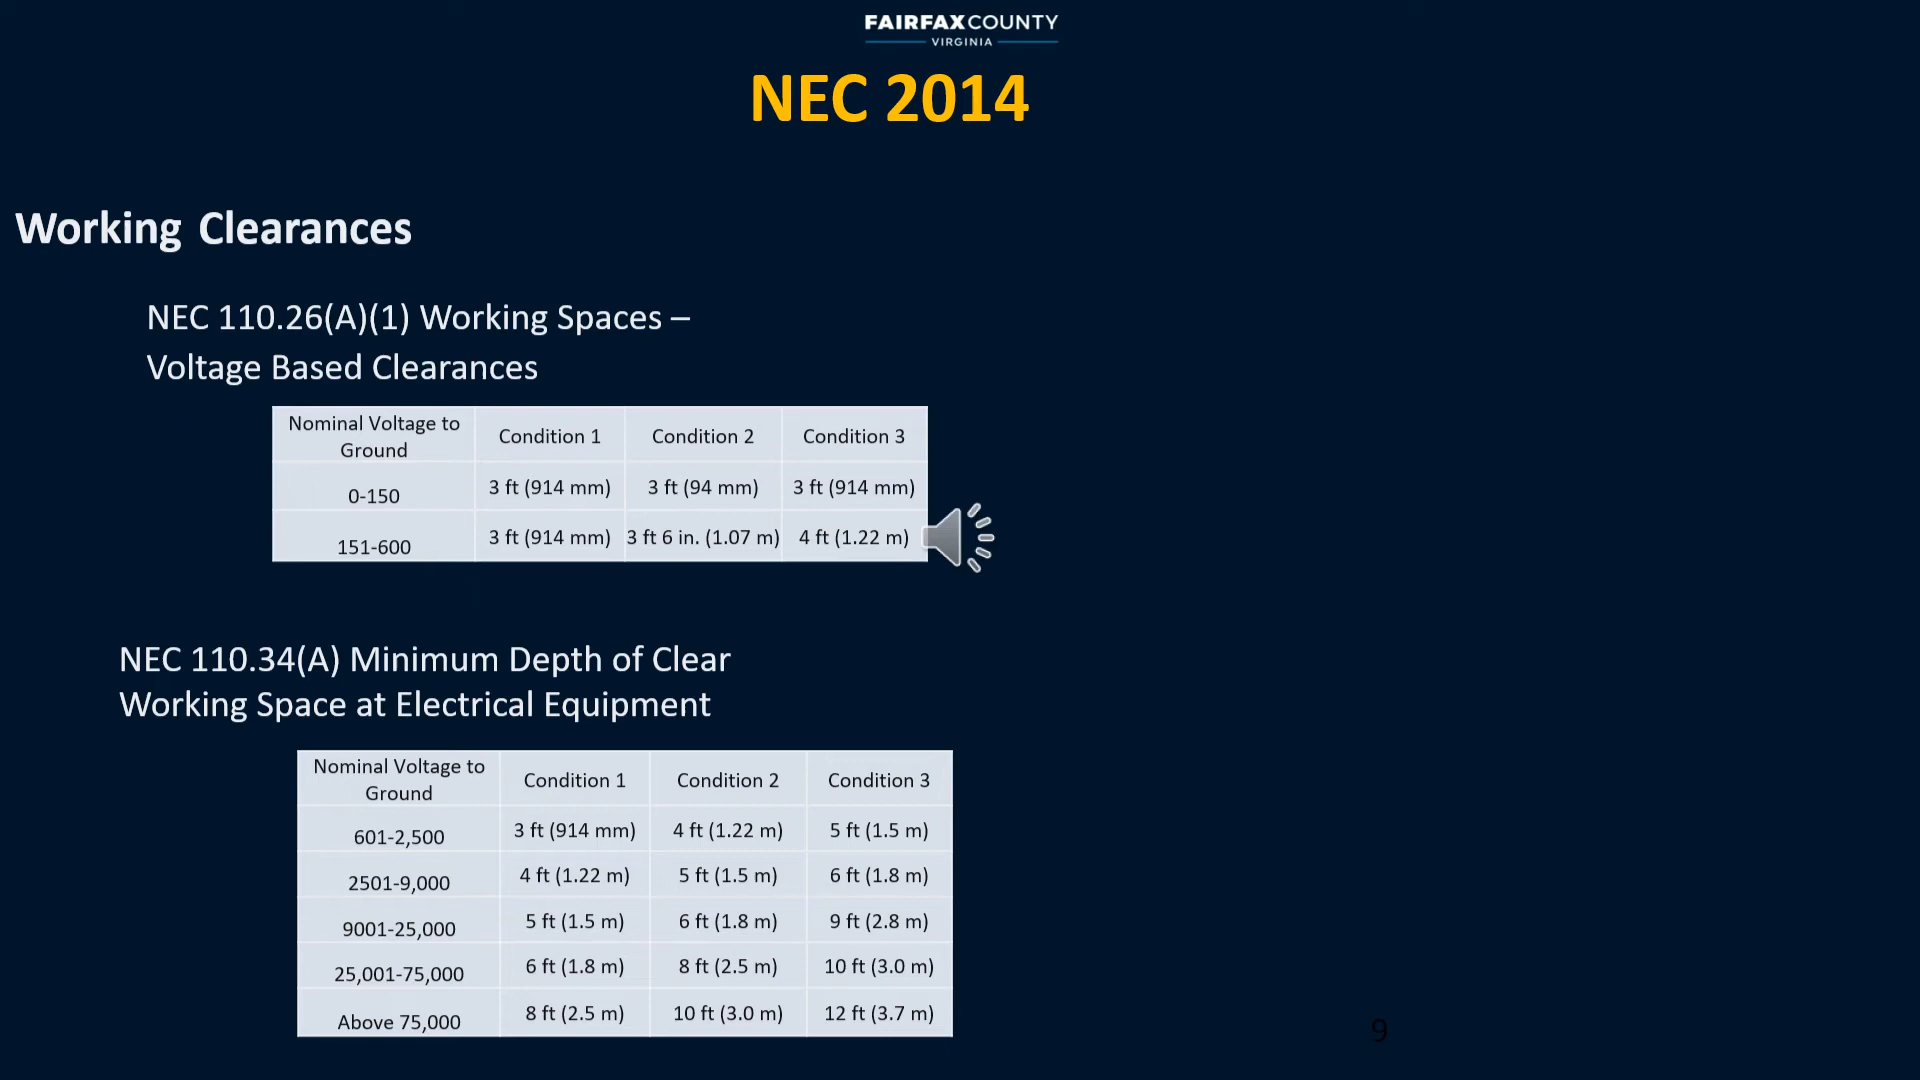 FAIRFAX COUNTY
VIRGINIA
NEC 2014
Working Clearances
NEC 110.26(A)(1) Working Spaces –
Voltage Based Clearances
Nominal Voltage to Ground Condition 1 Condition 2 Condition 3
0-150 3 ft (914 mm) 3 ft (94 mm) 3 ft (914 mm)
151-600 3 ft (914 mm) 3 ft 6 in. (1.07 m) 4 ft (1.22 m)
NEC 110.34(A) Minimum Depth of Clear
Working Space at Electrical Equipment
Nominal Voltage to Ground Condition 1 Condition 2 Condition 3
601-2,500 3 ft (914 mm) 4 ft (1.22 m) 5 ft (1.5 m)
2501-9,000 4 ft (1.22 m) 5 ft (1.5 m) 6 ft (1.8 m)
9001-25,000 5 ft (1.5 m) 6 ft (1.8 m) 9 ft (2.8 m)
25,001-75,000 6 ft (1.8 m) 8 ft (2.5 m) 10 ft (3.0 m)
Above 75,000 8 ft (2.5 m) 10 ft (3.0 m) 12 ft (3.7 m)
9